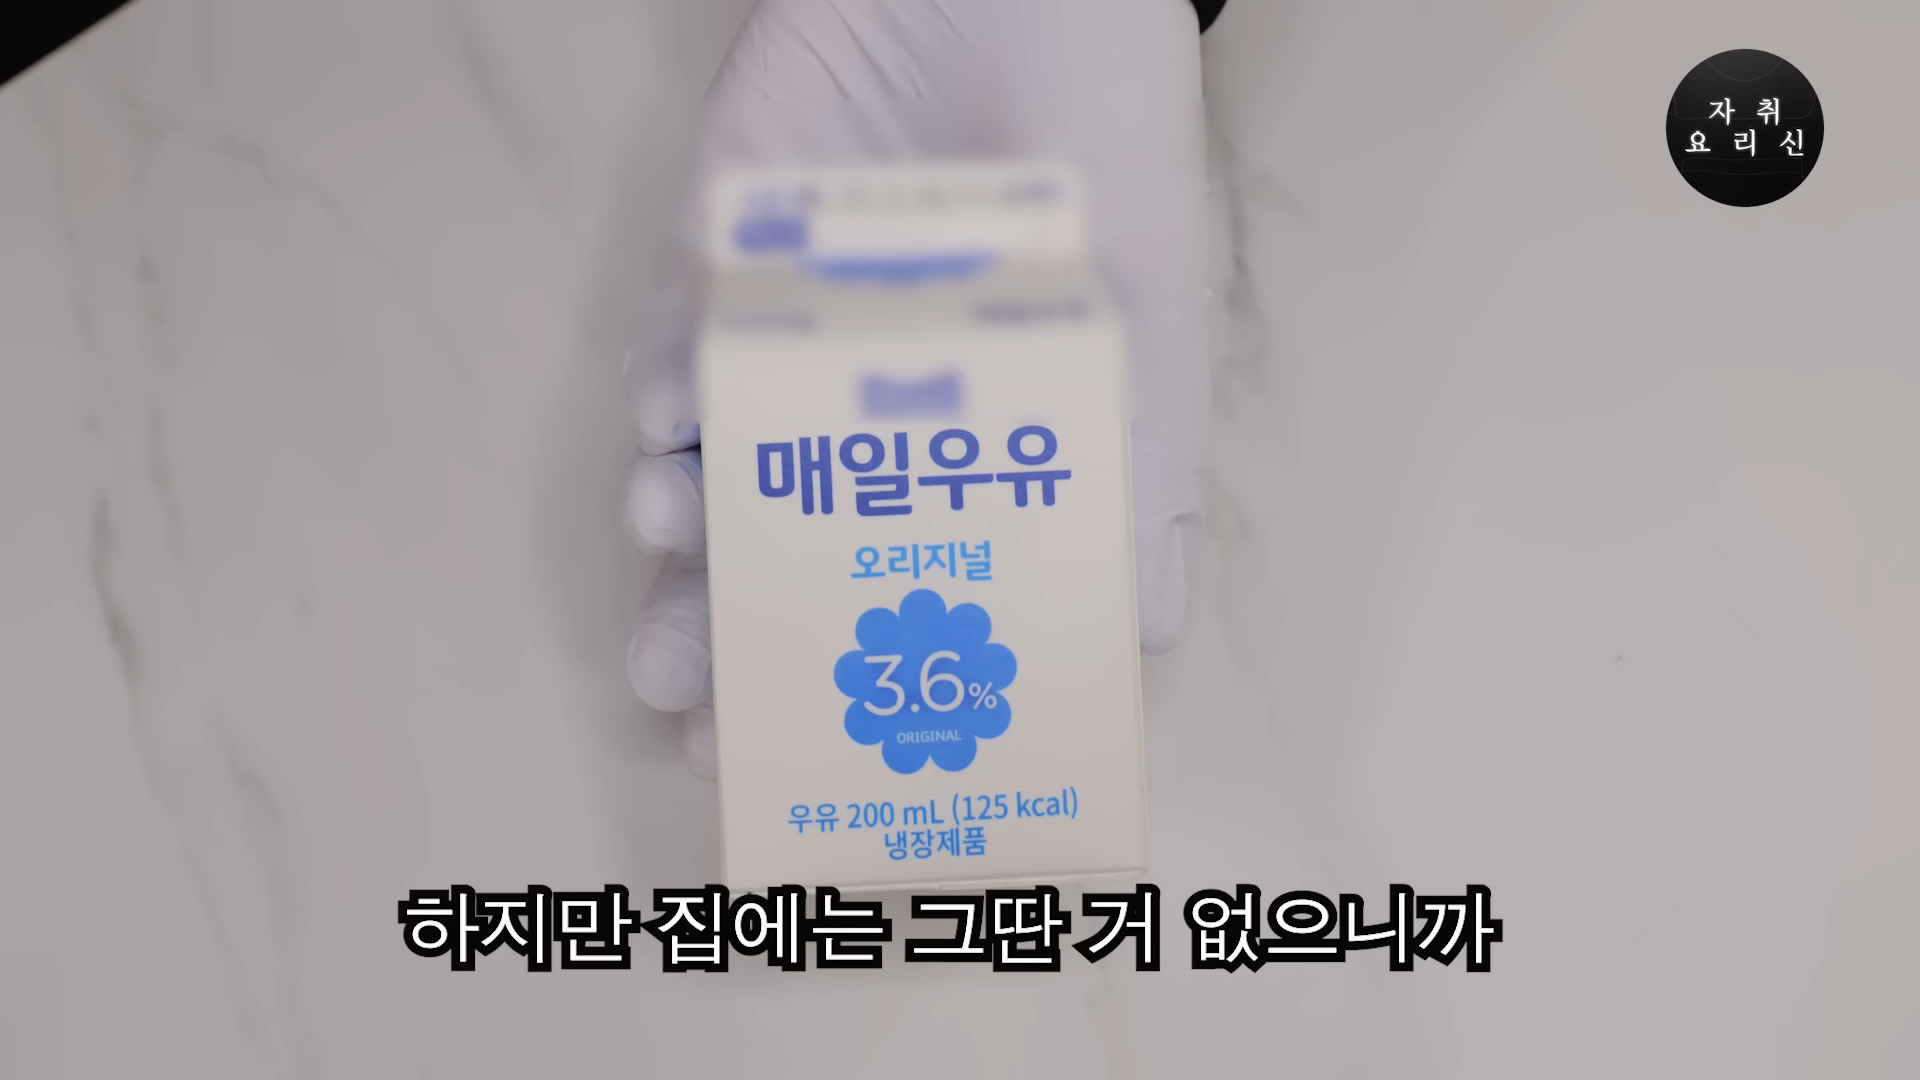 자 취
요 리 신
매일우유
오리지널
3.6%
ORIGINAL
우유 200 mL (125 kcal)
냉장제품
하지만 집에는 그딴 거 없으니까